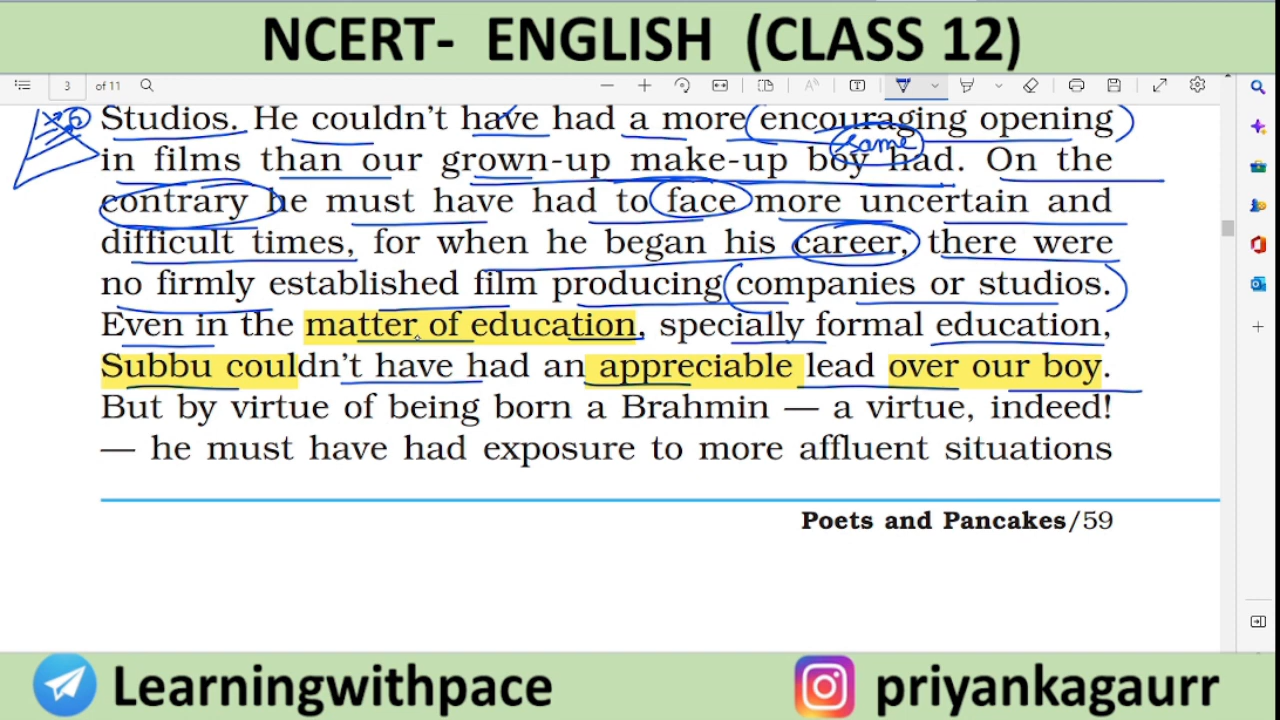 NCERT- ENGLISH (CLASS 12)
3 of 11
Studios. He couldn't have had a more encouraging opening
same
in films than our grown-up make-up boy had. On the
contrary he must have had to face more uncertain and
difficult times, for when he began his career, there were
no firmly established film producing companies or studios.
Even in the matter of education, specially formal education,
Subbu couldn't have had an appreciable lead over our boy.
But by virtue of being born a Brahmin — a virtue, indeed!
— he must have had exposure to more affluent situations
Poets and Pancakes/59
Learningwithpace
priyankagaurr